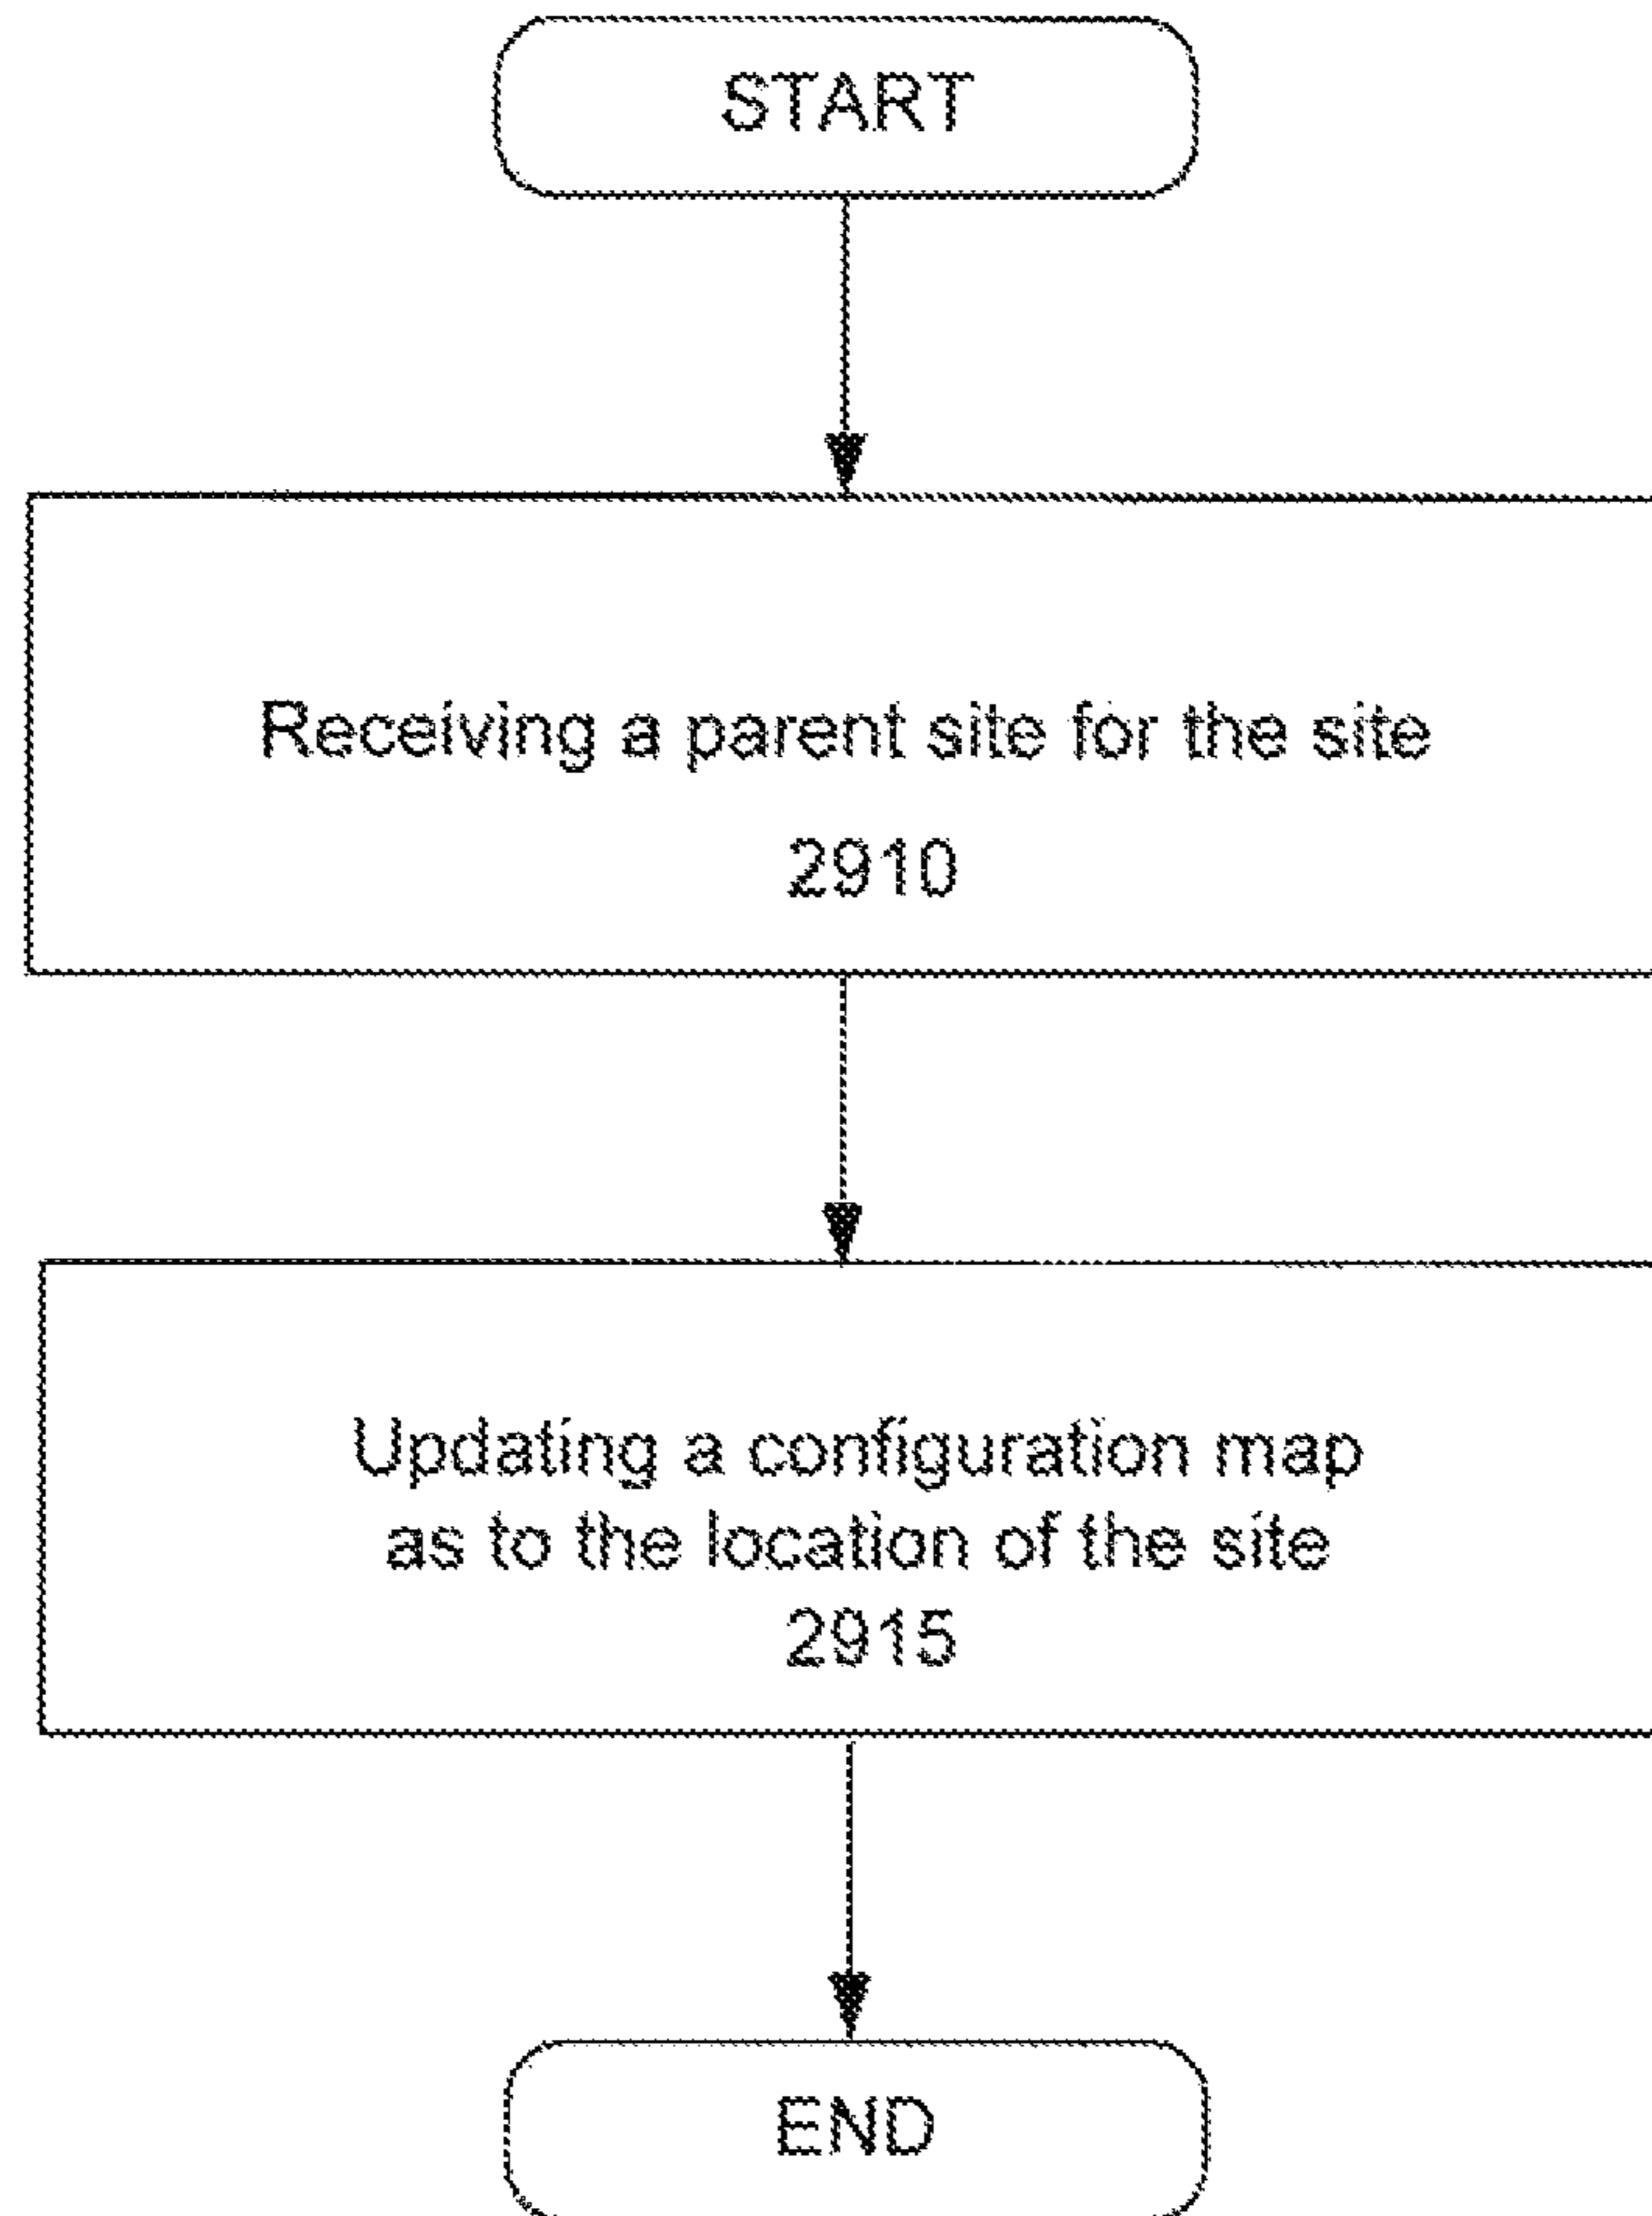 START
Receiving a parent site for the site
2910
Updating a configuration map
as to the location of the site
2915
END